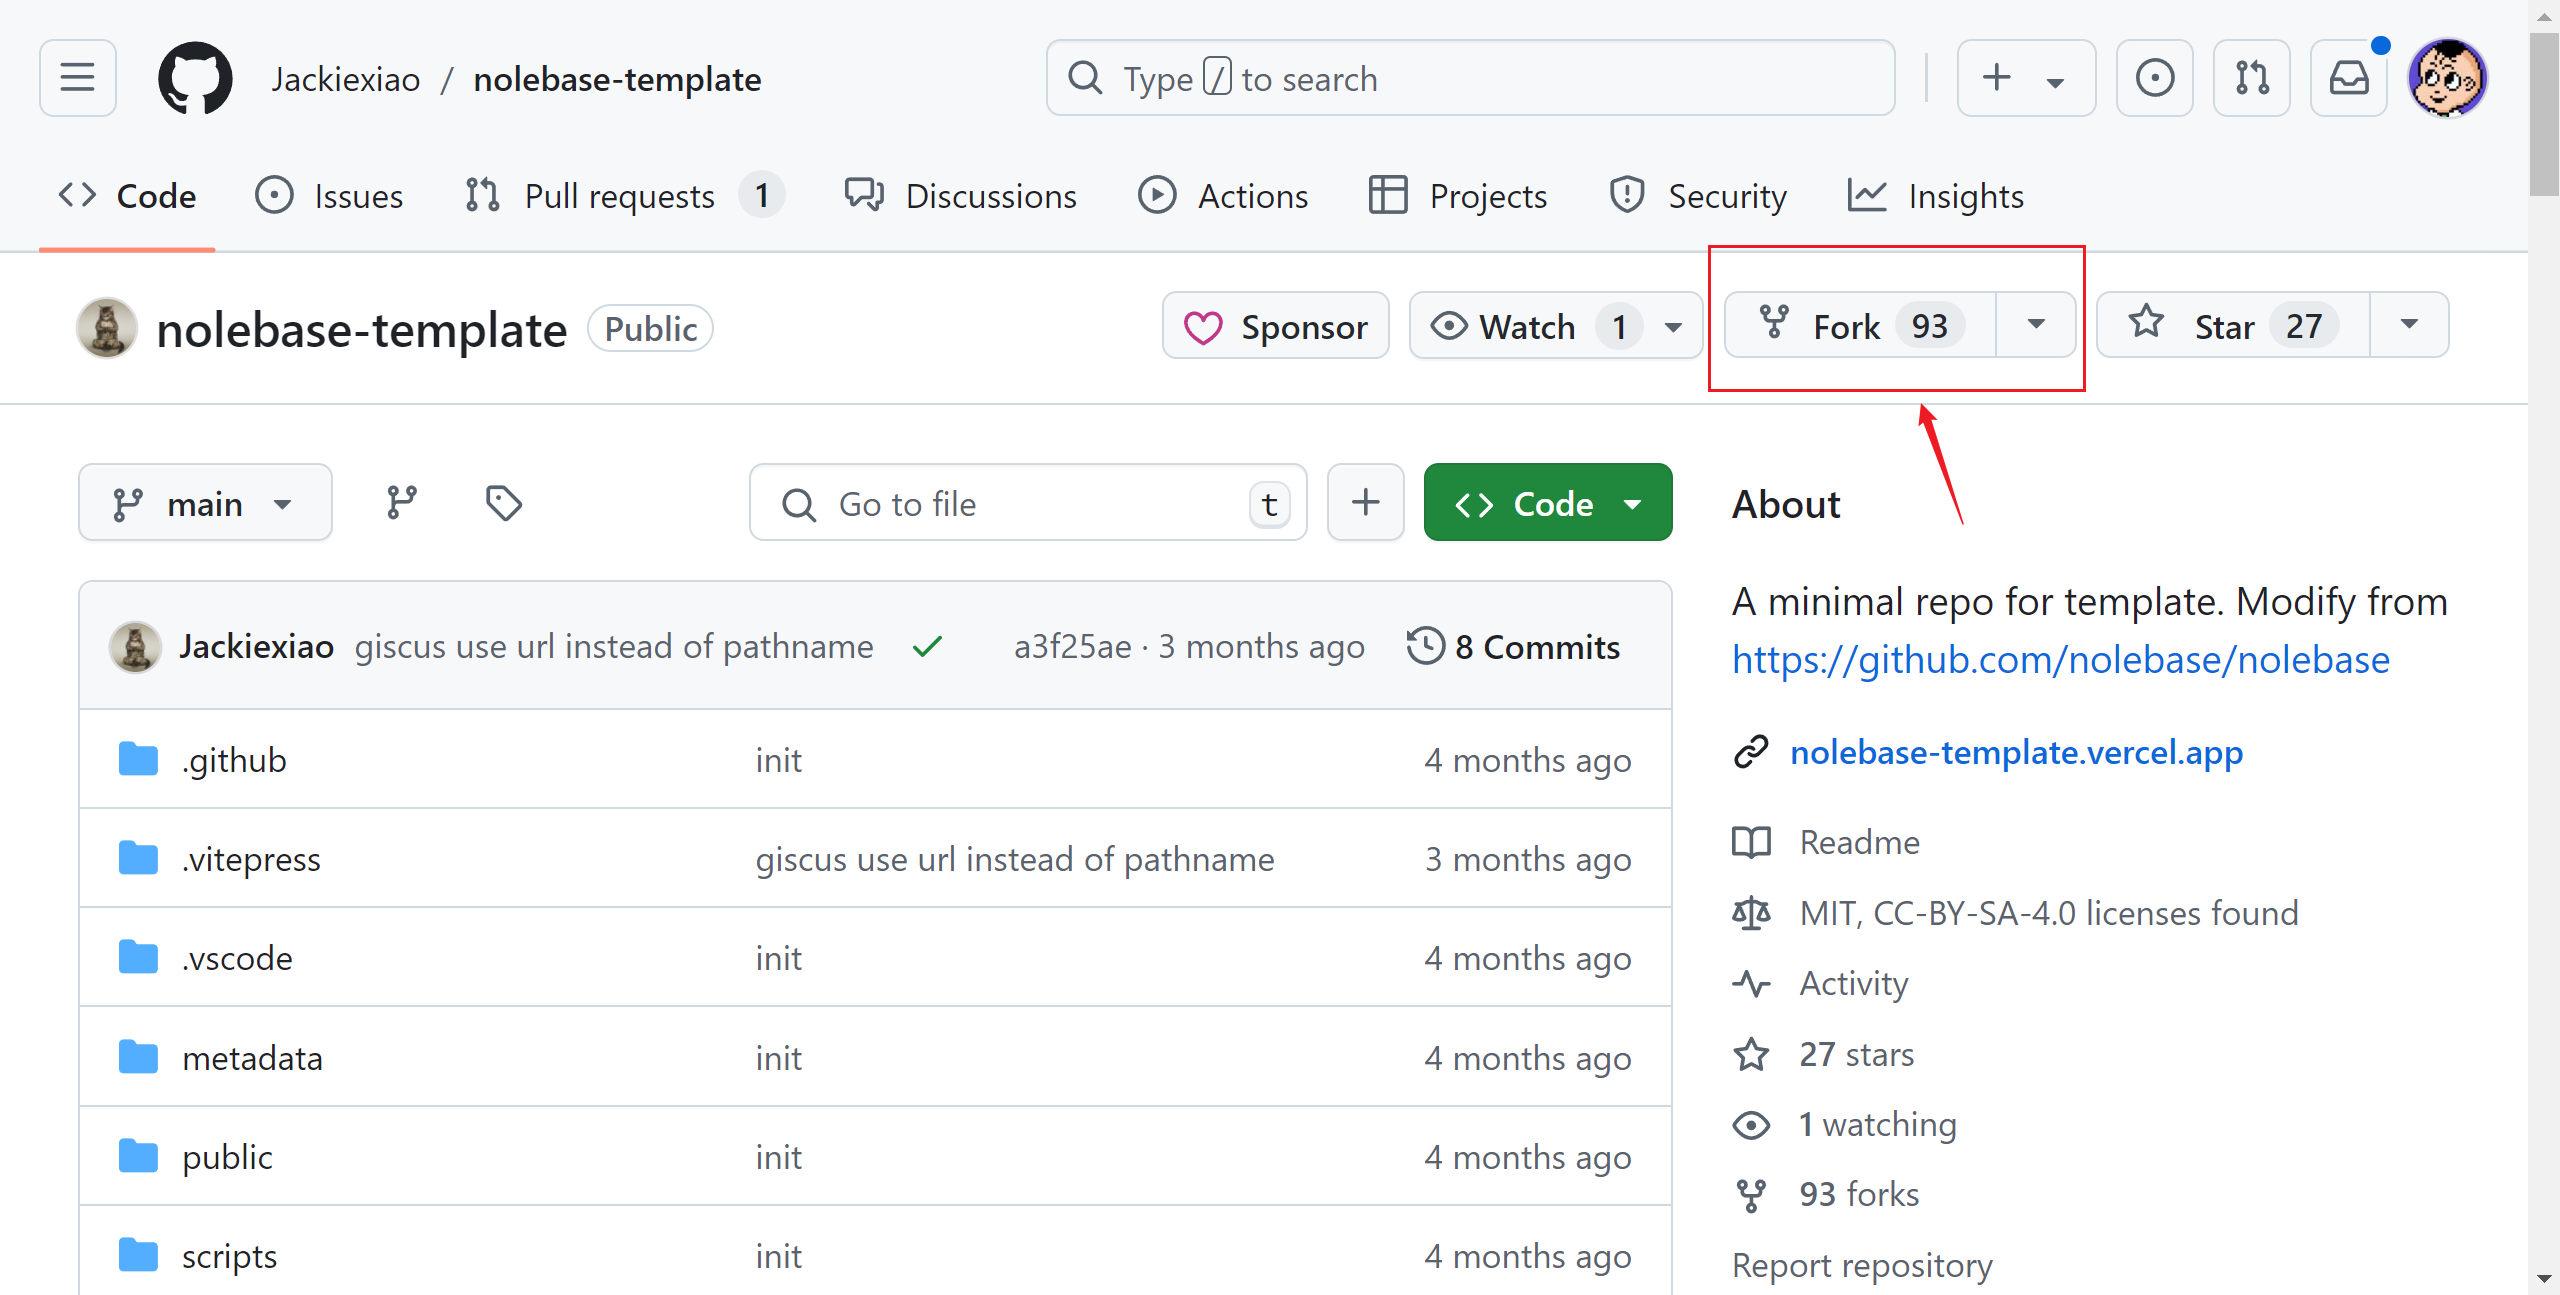 Jackiexiao / nolebase-template
Type / to search
Code
Issues
Pull requests 1
Discussions
Actions
Projects
Security
Insights
nolebase-template Public
Sponsor
Watch 1
Fork 93
Star 27
main
Go to file t
Code
Jackiexiao giscus use url instead of pathname a3f25ae · 3 months ago 8 Commits
.github init 4 months ago
.vitepress giscus use url instead of pathname 3 months ago
.vscode init 4 months ago
metadata init 4 months ago
public init 4 months ago
scripts init 4 months ago
About
A minimal repo for template. Modify from
https://github.com/nolebase/nolebase
nolebase-template.vercel.app
Readme
MIT, CC-BY-SA-4.0 licenses found
Activity
27 stars
1 watching
93 forks
Report repository